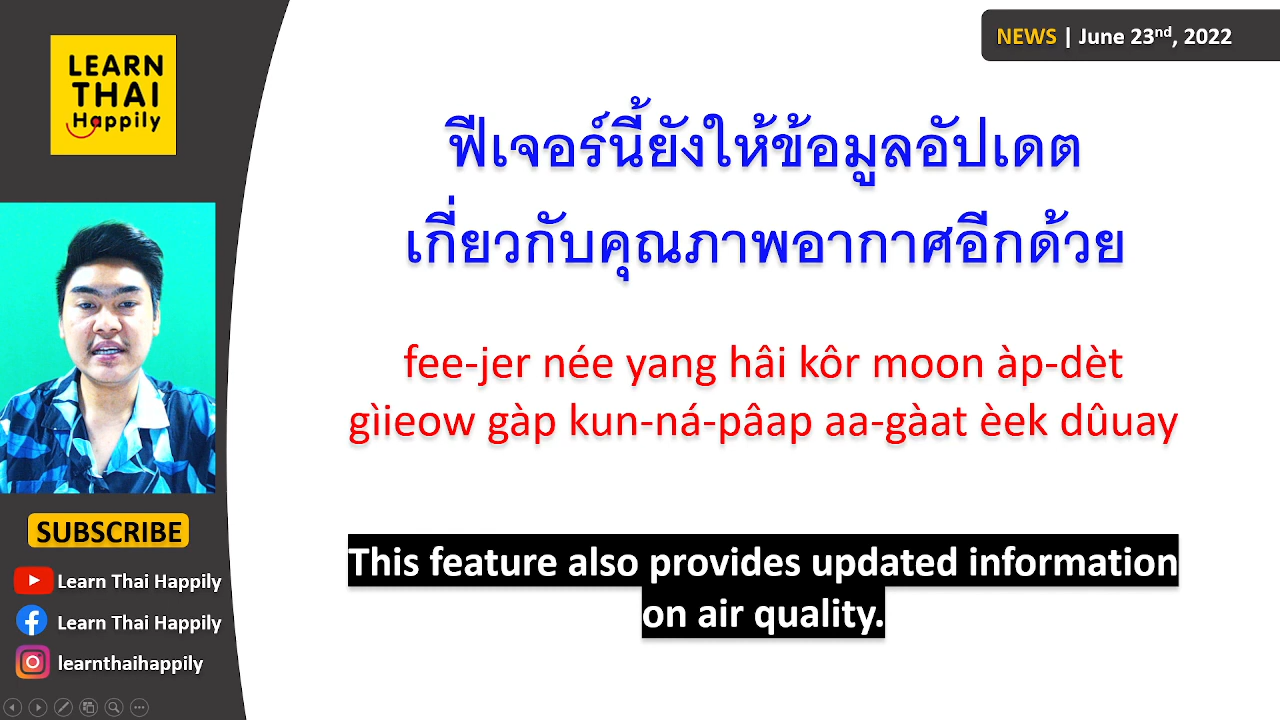 LEARN
THAI
Happily
NEWS | June 23nd, 2022
ฟีเจอร์นี้ยังให้ข้อมูลอัปเดต
เกี่ยวกับคุณภาพอากาศอีกด้วย
fee-jer née yang hâi kôr moon àp-dèt
gìieow gàp kun-ná-pâap aa-gàat èek dûuay
This feature also provides updated information
on air quality.
SUBSCRIBE
Learn Thai Happily
Learn Thai Happily
learnthaihappily